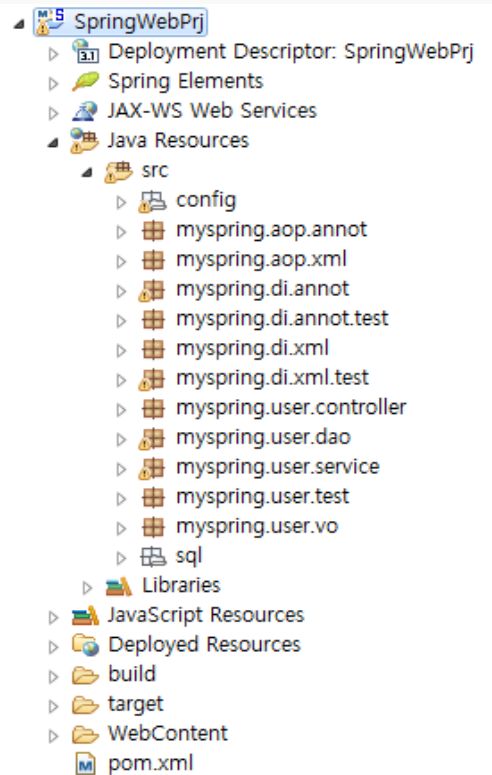 SpringWebPrj
Deployment Descriptor: SpringWebPrj
Spring Elements
JAX-WS Web Services
Java Resources
src
config
myspring.aop.annot
myspring.aop.xml
myspring.di.annot
myspring.di.annot.test
myspring.di.xml
myspring.di.xml.test
myspring.user.controller
myspring.user.dao
myspring.user.service
myspring.user.test
myspring.user.vo
sql
Libraries
JavaScript Resources
Deployed Resources
build
target
WebContent
pom.xml